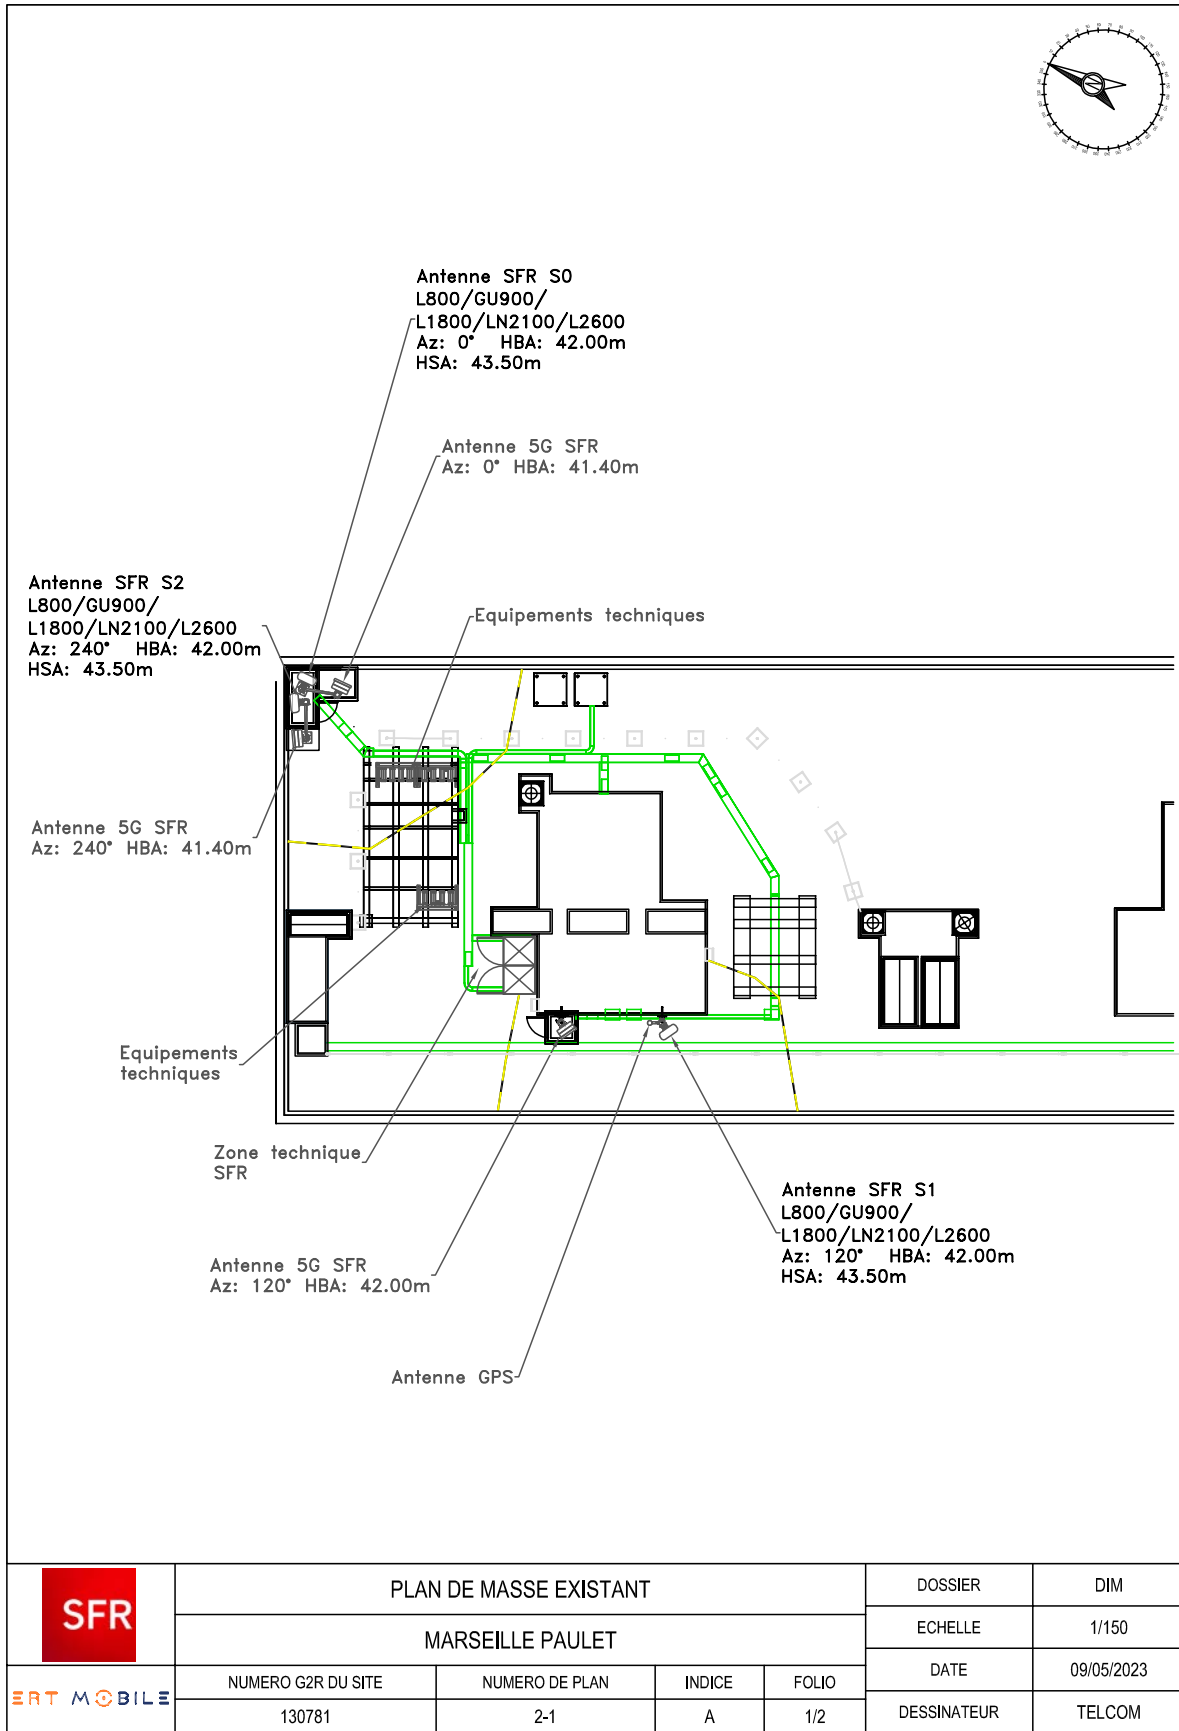 Antenne SFR S0
L800/GU900/
L1800/LN2100/L2600
Az: 0° HBA: 42.00m
HSA: 43.50m
Antenne 5G SFR
Az: 0° HBA: 41.40m
Antenne SFR S2
L800/GU900/
L1800/LN2100/L2600
Az: 240° HBA: 42.00m
HSA: 43.50m
Equipements techniques
Antenne 5G SFR
Az: 240° HBA: 41.40m
Equipements
techniques
Zone technique
SFR
Antenne SFR S1
L800/GU900/
L1800/LN2100/L2600
Az: 120° HBA: 42.00m
HSA: 43.50m
Antenne 5G SFR
Az: 120° HBA: 42.00m
Antenne GPS
SFR
ERT MOBILE
PLAN DE MASSE EXISTANT
MARSEILLE PAULET
NUMERO G2R DU SITE
NUMERO DE PLAN
INDICE
FOLIO
130781
2-1
A
1/2
DOSSIER
DIM
ECHELLE
1/150
DATE
09/05/2023
DESSINATEUR
TELCOM